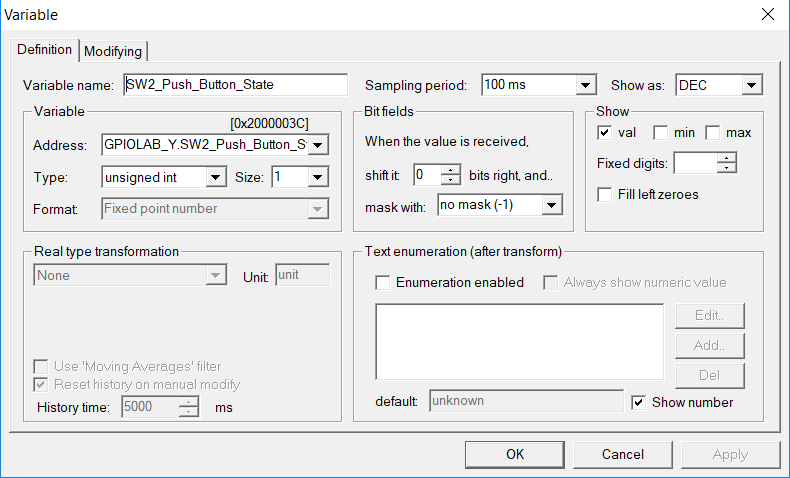 Variable
Definition Modifying
Variable name: SW2_Push_Button_State Sampling period: 100 ms Show as: DEC
Variable
[0x2000003C]
Address: GPIOLAB_Y.SW2_Push_Button_St
Type: unsigned int Size: 1
Format: Fixed point number
Bit fields
When the value is received,
shift it: 0 bits right, and..
mask with: no mask (-1)
Show
val min max
Fixed digits:
Fill left zeroes
Real type transformation
None Unit: unit
Use 'Moving Averages' filter
Reset history on manual modify
History time: 5000 ms
Text enumeration (after transform)
Enumeration enabled Always show numeric value
Edit..
Add..
Del
default: unknown Show number
OK Cancel Apply